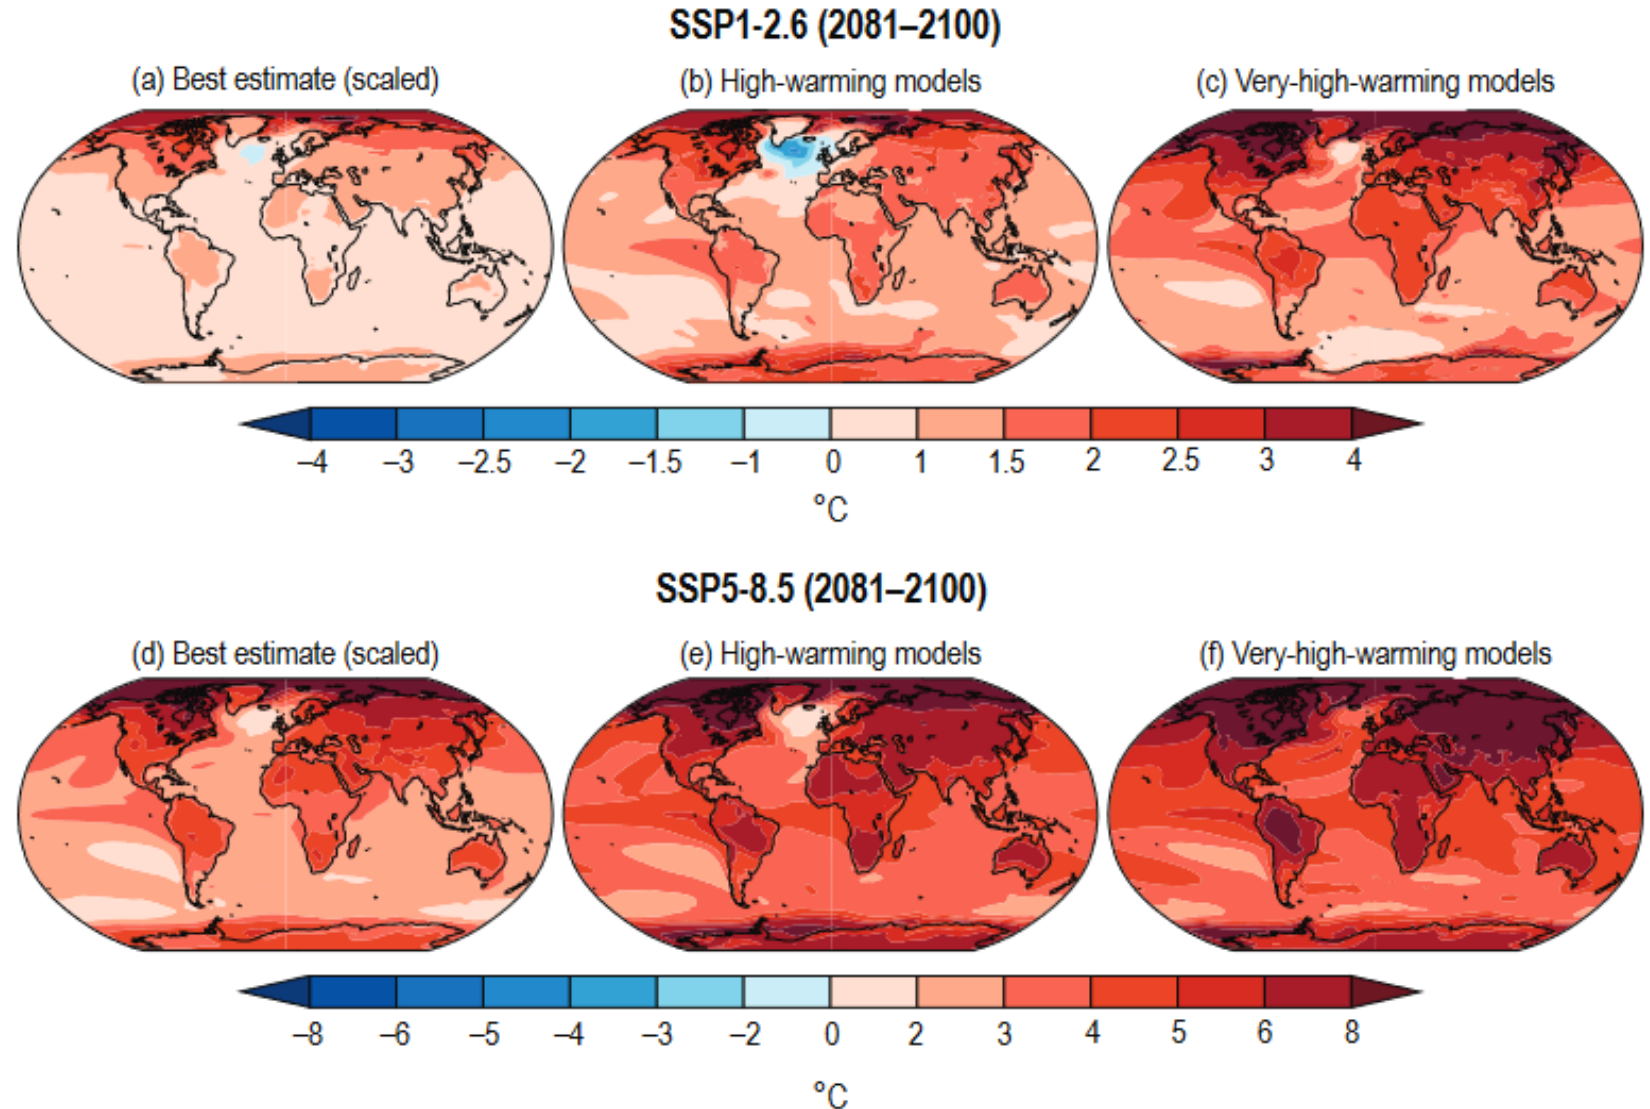 SSP1-2.6 (2081–2100)
(a) Best estimate (scaled)
(b) High-warming models
(c) Very-high-warming models
–4 –3 –2.5 –2 –1.5 –1 0 1 1.5 2 2.5 3 4
°C
SSP5-8.5 (2081–2100)
(d) Best estimate (scaled)
(e) High-warming models
(f) Very-high-warming models
–8 –6 –5 –4 –3 –2 0 2 3 4 5 6 8
°C